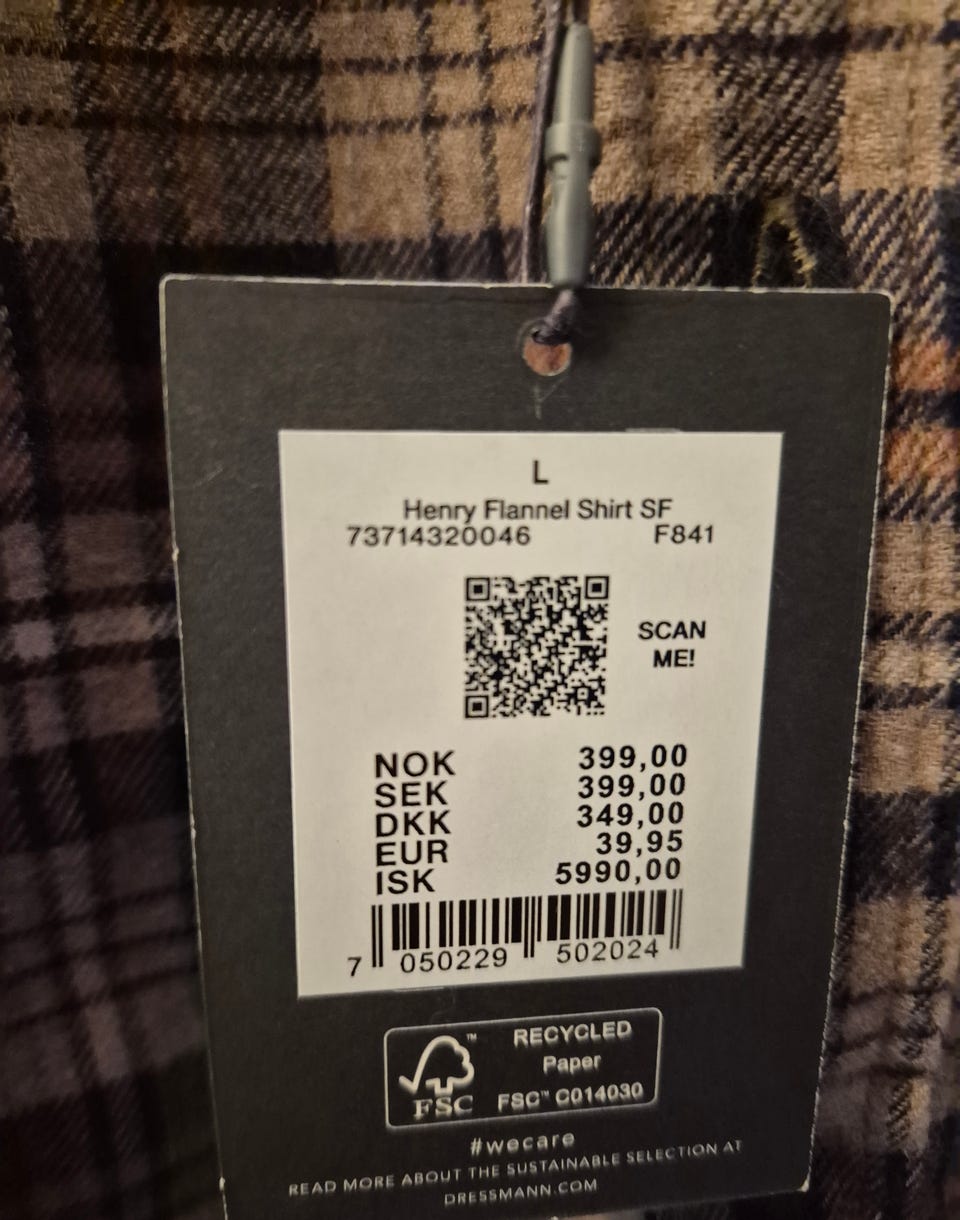 L
Henry Flannel Shirt SF
73714320046 F841
SCAN
ME!
NOK 399,00
SEK 399,00
DKK 349,00
EUR 39,95
ISK 5990,00
7 050229 502024
FSC™
RECYCLED
Paper
FSC™ C014030
#wecare
READ MORE ABOUT THE SUSTAINABLE SELECTION AT
DRESSMANN.COM